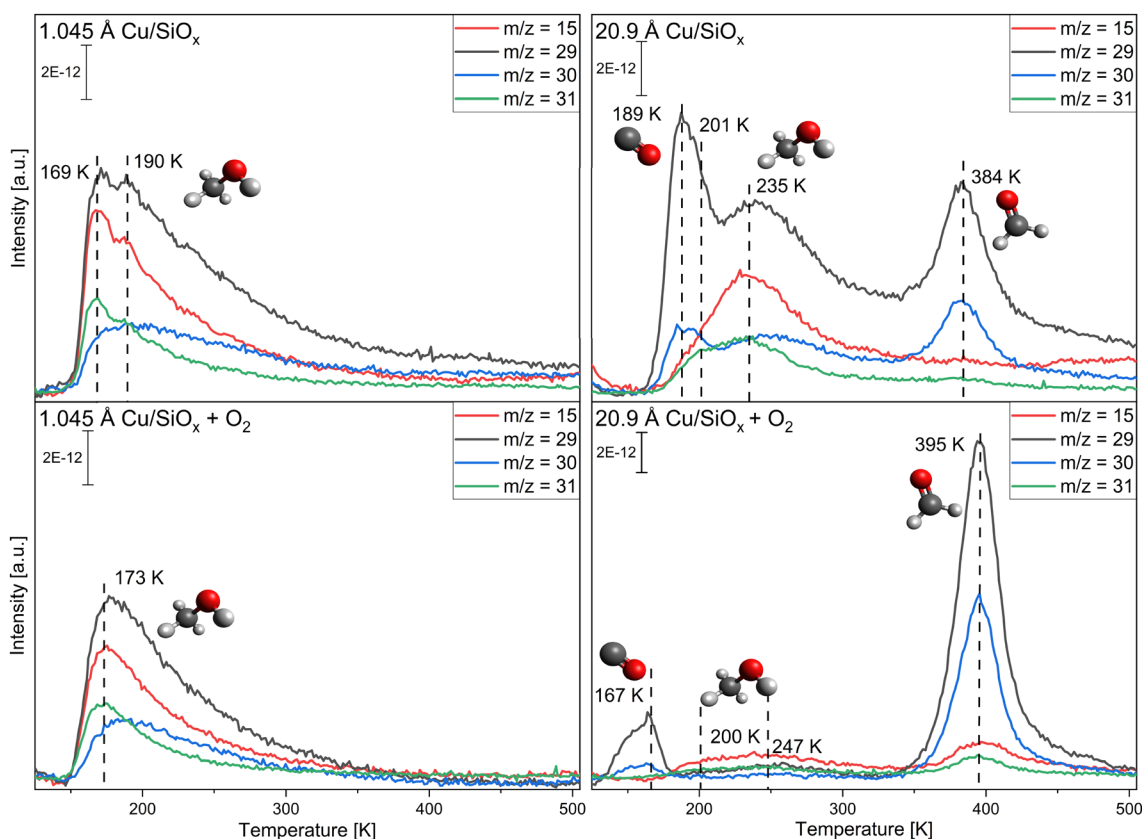 1.045 Å Cu/SiOx
2E-12
m/z = 15
m/z = 29
m/z = 30
m/z = 31
169 K
190 K
Intensity [a.u.]
20.9 Å Cu/SiOx
2E-12
m/z = 15
m/z = 29
m/z = 30
m/z = 31
189 K
201 K
235 K
384 K
1.045 Å Cu/SiOx + O2
2E-12
m/z = 15
m/z = 29
m/z = 30
m/z = 31
173 K
Intensity [a.u.]
200
300
400
500
Temperature [K]
20.9 Å Cu/SiOx + O2
2E-12
m/z = 15
m/z = 29
m/z = 30
m/z = 31
395 K
167 K
200 K
247 K
200
300
400
500
Temperature [K]